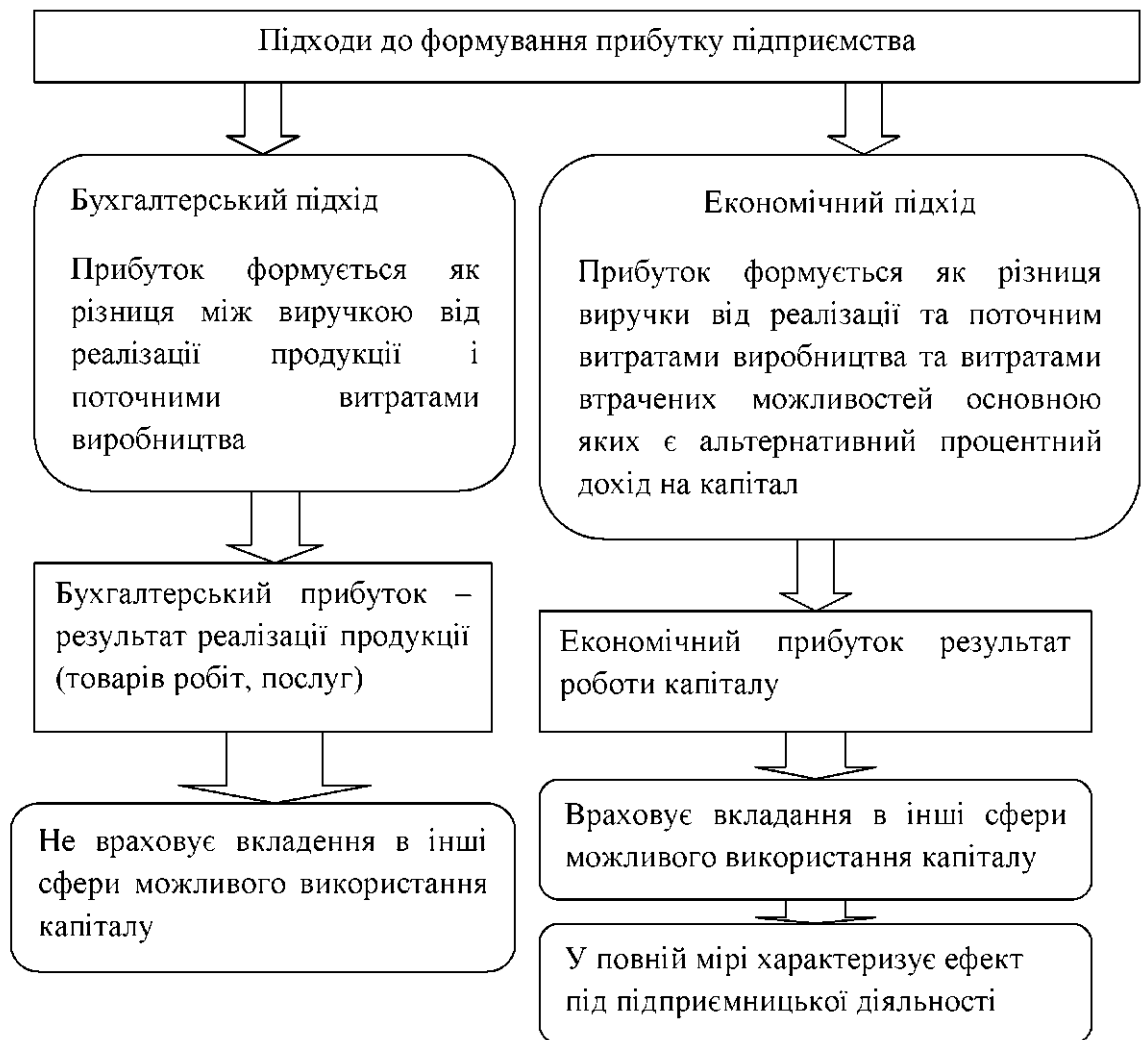 Підходи до формування прибутку підприємства
Бухгалтерський підхід
Прибуток формується як
різниця між виручкою від
реалізації продукції і
поточними витратами
виробництва
Економічний підхід
Прибуток формується як різниця
виручки від реалізації та поточним
витратами виробництва та витратами
втрачених можливостей основною
яких є альтернативний процентний
дохід на капітал
Бухгалтерський прибуток –
результат реалізації продукції
(товарів робіт, послуг)
Економічний прибуток результат
роботи капіталу
Не враховує вкладення в інші
сфери можливого використання
капіталу
Враховує вкладання в інші сфери
можливого використання капіталу
У повній мірі характеризує ефект
під підприємницької діяльності